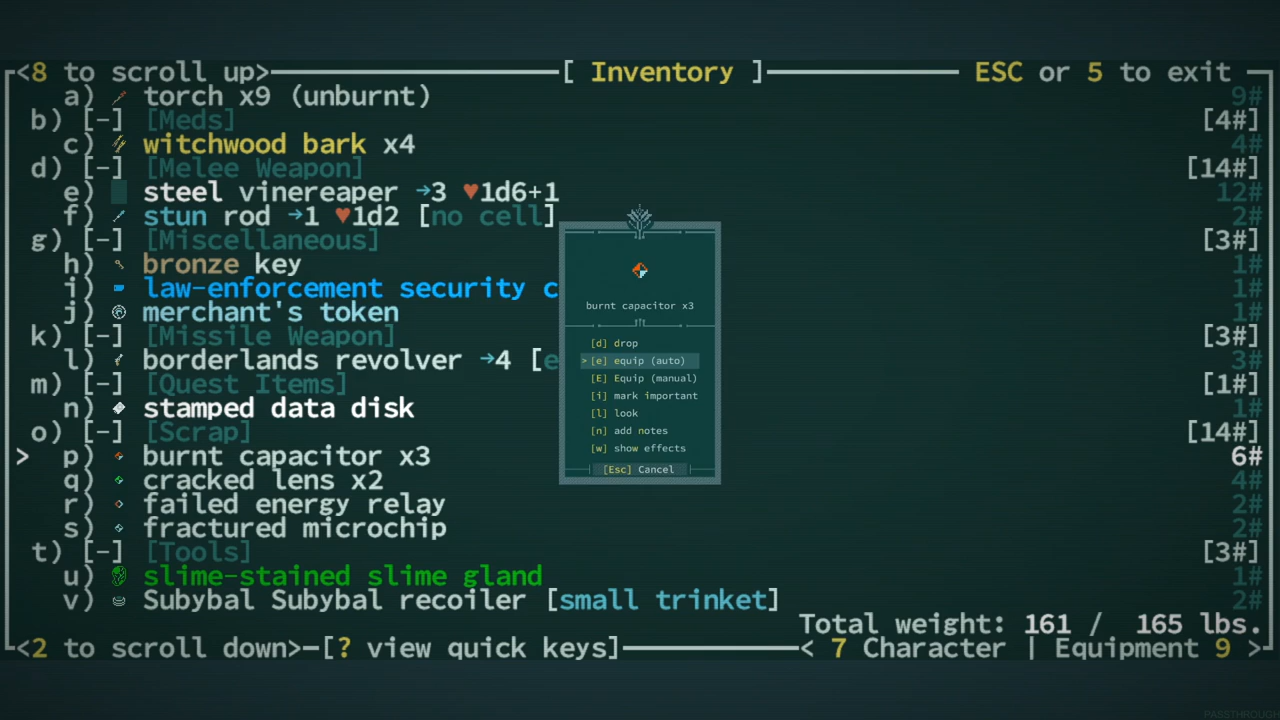 <8 to scroll up> [ Inventory ] ESC or 5 to exit
a) torch x9 (unburnt) 9#
b) [-] [Meds] [4#]
c) witchwood bark x4 4#
d) [-] [Melee Weapon] [14#]
e) steel vinereaper →3 ♥1d6+1 12#
f) stun rod →1 ♥1d2 [no cell] 2#
g) [-] [Miscellaneous] [3#]
h) bronze key 1#
i) law-enforcement security c 1#
j) merchant's token 1#
k) [-] [Missile Weapon] [3#]
l) borderlands revolver →4 [e 3#
m) [-] [Quest Items] [1#]
n) stamped data disk 1#
o) [-] [Scrap] [14#]
> p) burnt capacitor x3 6#
q) cracked lens x2 4#
r) failed energy relay 2#
s) fractured microchip 2#
t) [-] [Tools] [3#]
u) slime-stained slime gland 1#
v) Subybal Subybal recoiler [small trinket] 2#
Total weight: 161 / 165 lbs.
<2 to scroll down> [? view quick keys] < 7 Character | Equipment 9 >
burnt capacitor x3
[d] drop
> [e] equip (auto)
[E] Equip (manual)
[i] mark important
[l] look
[n] add notes
[w] show effects
[Esc] Cancel